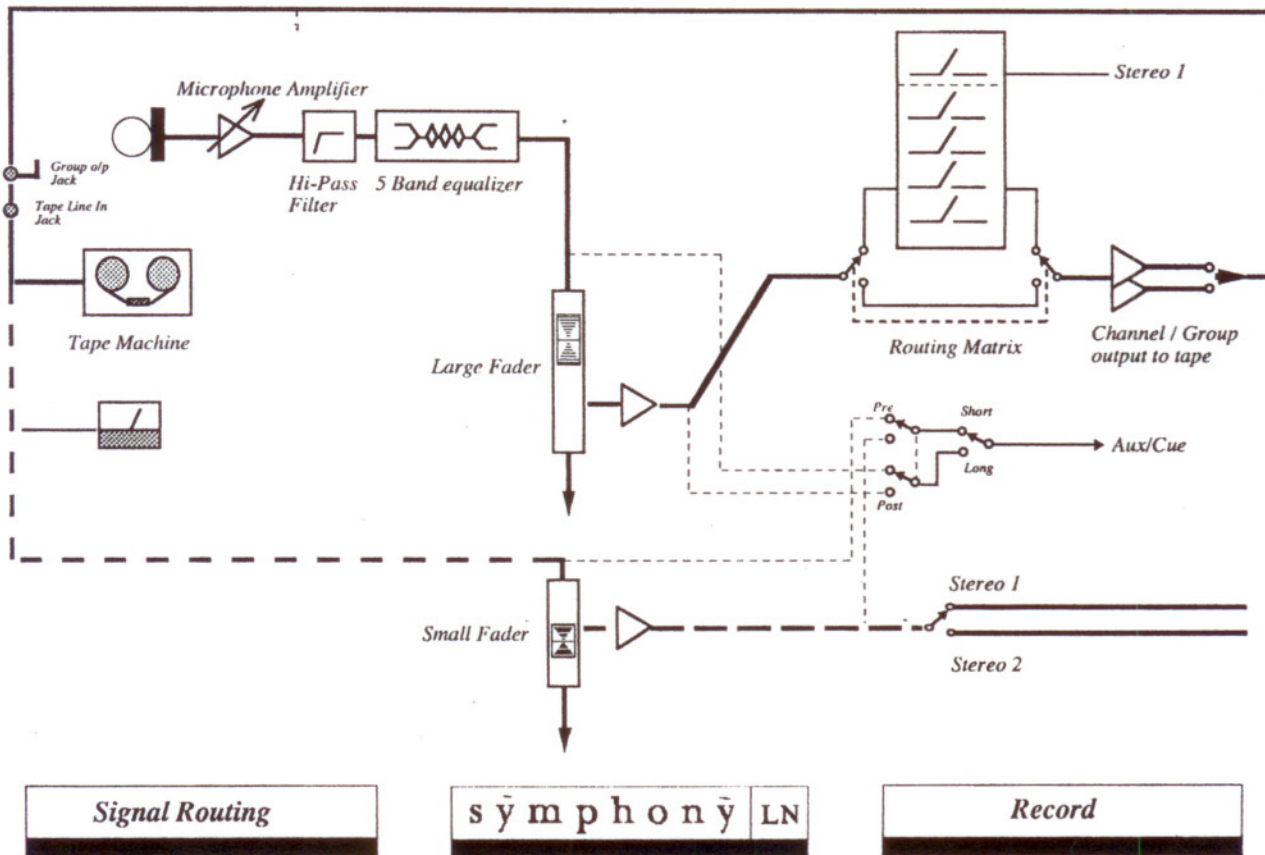 Stereo 1
Microphone Amplifier
Group o/p
Jack
Hi-Pass
Filter
5 Band equalizer
Tape Line In
Jack
Tape Machine
Routing Matrix
Channel / Group
output to tape
Large Fader
Pre
Short
Aux/Cue
Long
Post
Stereo 1
Small Fader
Stereo 2
Signal Routing
sȳmphonȳ LN
Record